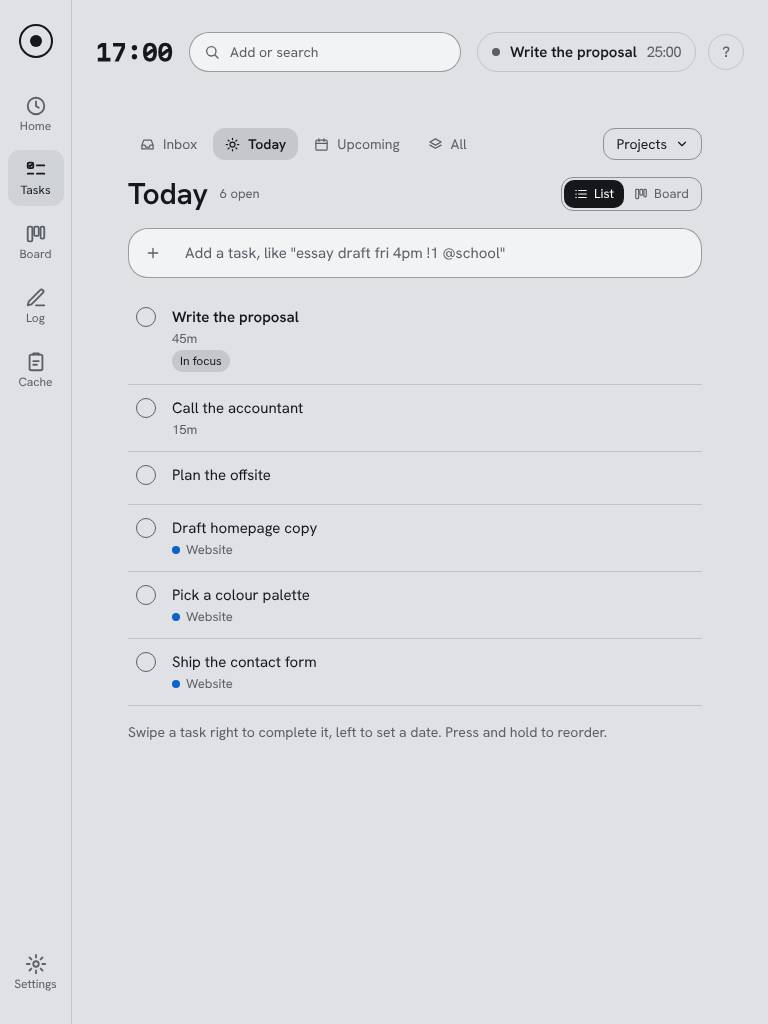 17:00
Add or search
Write the proposal 25:00
?
Home
Tasks
Board
Log
Cache
Settings
Inbox
Today
Upcoming
All
Projects
Today 6 open
List
Board
Add a task, like "essay draft fri 4pm !1 @school"
Write the proposal
45m
In focus
Call the accountant
15m
Plan the offsite
Draft homepage copy
Website
Pick a colour palette
Website
Ship the contact form
Website
Swipe a task right to complete it, left to set a date. Press and hold to reorder.